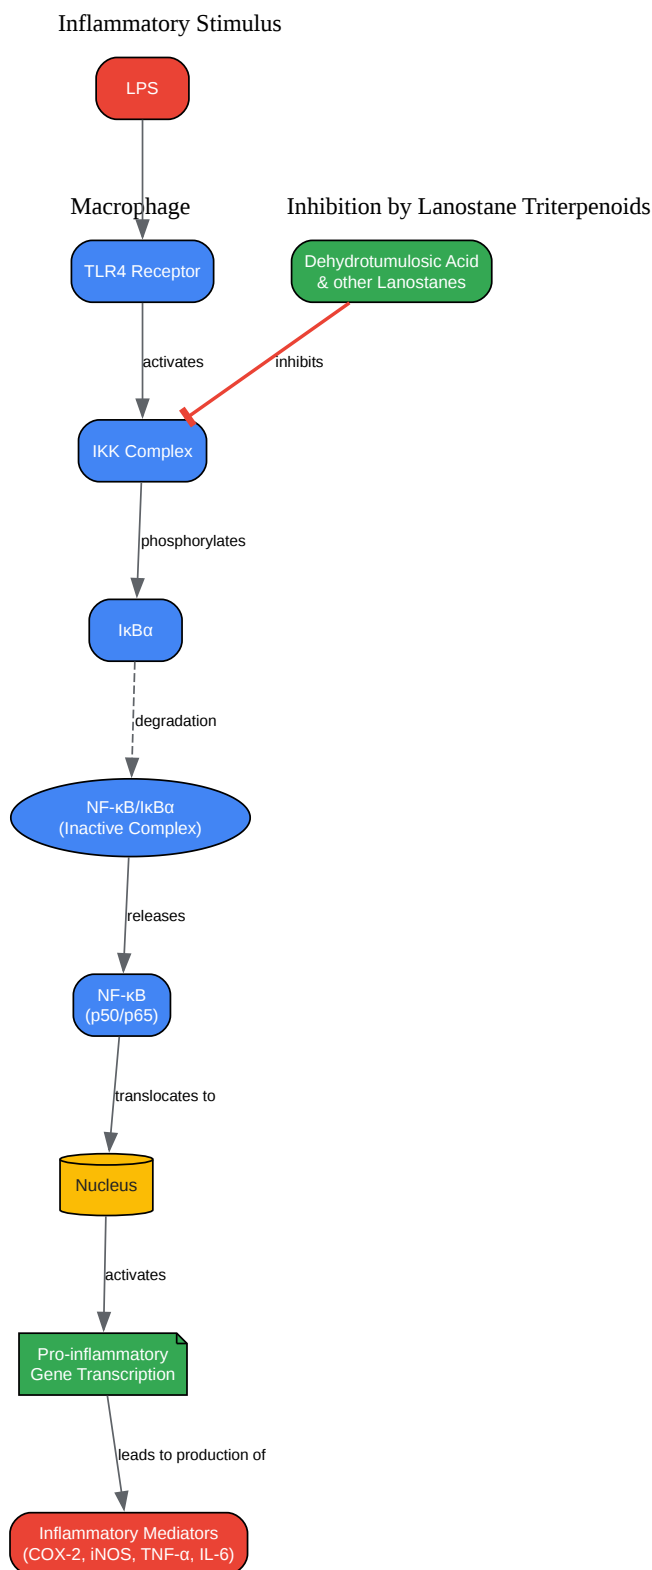 Inflammatory Stimulus
LPS
Macrophage
Inhibition by Lanostane Triterpenoids
TLR4 Receptor
Dehydrotumulosic Acid
& other Lanostanes
activates
inhibits
IKK Complex
phosphorylates
IκBα
degradation
NF-κB/IκBα
(Inactive Complex)
releases
NF-κB
(p50/p65)
translocates to
Nucleus
activates
Pro-inflammatory
Gene Transcription
leads to production of
Inflammatory Mediators
(COX-2, iNOS, TNF-α, IL-6)